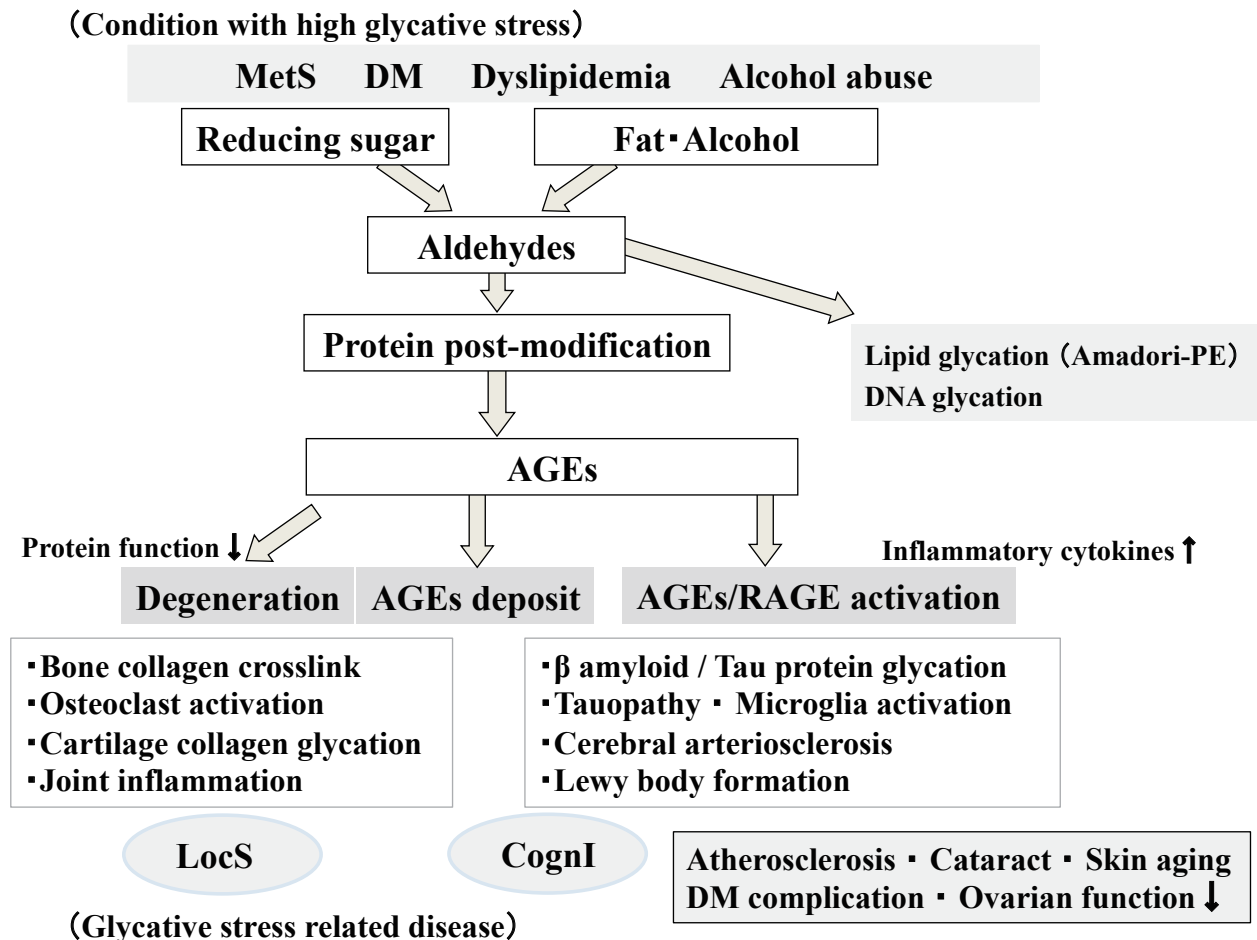 （Condition with high glycative stress）
MetS DM Dyslipidemia Alcohol abuse
Reducing sugar
Fat・Alcohol
Aldehydes
Protein post-modification
Lipid glycation（Amadori-PE）
DNA glycation
AGEs
Protein function ↓
Inflammatory cytokines ↑
Degeneration
AGEs deposit
AGEs/RAGE activation
・Bone collagen crosslink
・Osteoclast activation
・Cartilage collagen glycation
・Joint inflammation
・β amyloid / Tau protein glycation
・Tauopathy・Microglia activation
・Cerebral arteriosclerosis
・Lewy body formation
LocS
CognI
Atherosclerosis・Cataract・Skin aging
DM complication・Ovarian function ↓
（Glycative stress related disease）